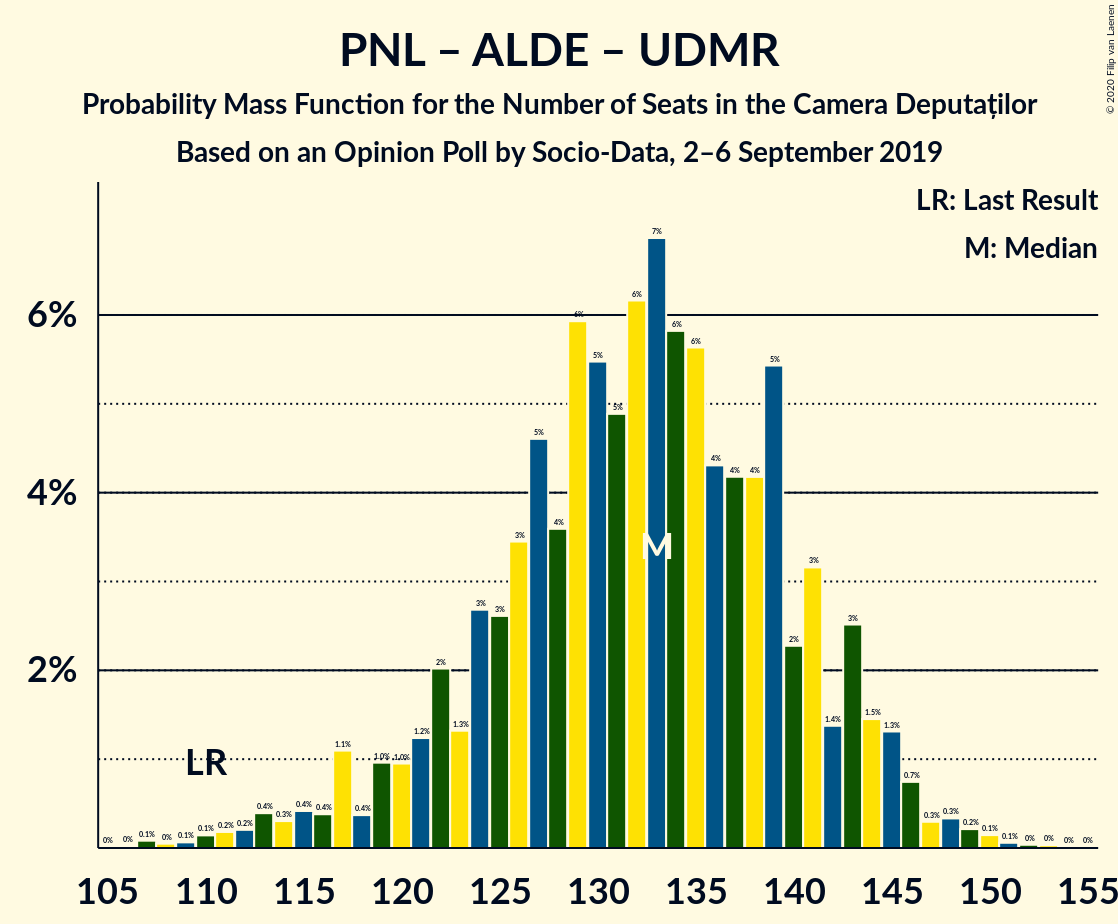 PNL – ALDE – UDMR
Probability Mass Function for the Number of Seats in the Camera Deputaților
Based on an Opinion Poll by Socio-Data, 2–6 September 2019
© 2020 Filip van Laenen
LR: Last Result
M: Median
6%
4%
2%
0% 0% 0.1% 0% 0.1% 0.1% 0.2% 0.2% 0.4% 0.3% 0.4% 0.4% 1.1% 0.4% 1.0% 1.0% 1.2% 2% 1.3% 3% 3% 3% 5% 4% 6% 5% 5% 6% 7% 6% 6% 4% 4% 4% 5% 2% 3% 1.4% 3% 1.5% 1.3% 0.7% 0.3% 0.3% 0.2% 0.1% 0.1% 0% 0% 0% 0%
LR
M
105 110 115 120 125 130 135 140 145 150 155